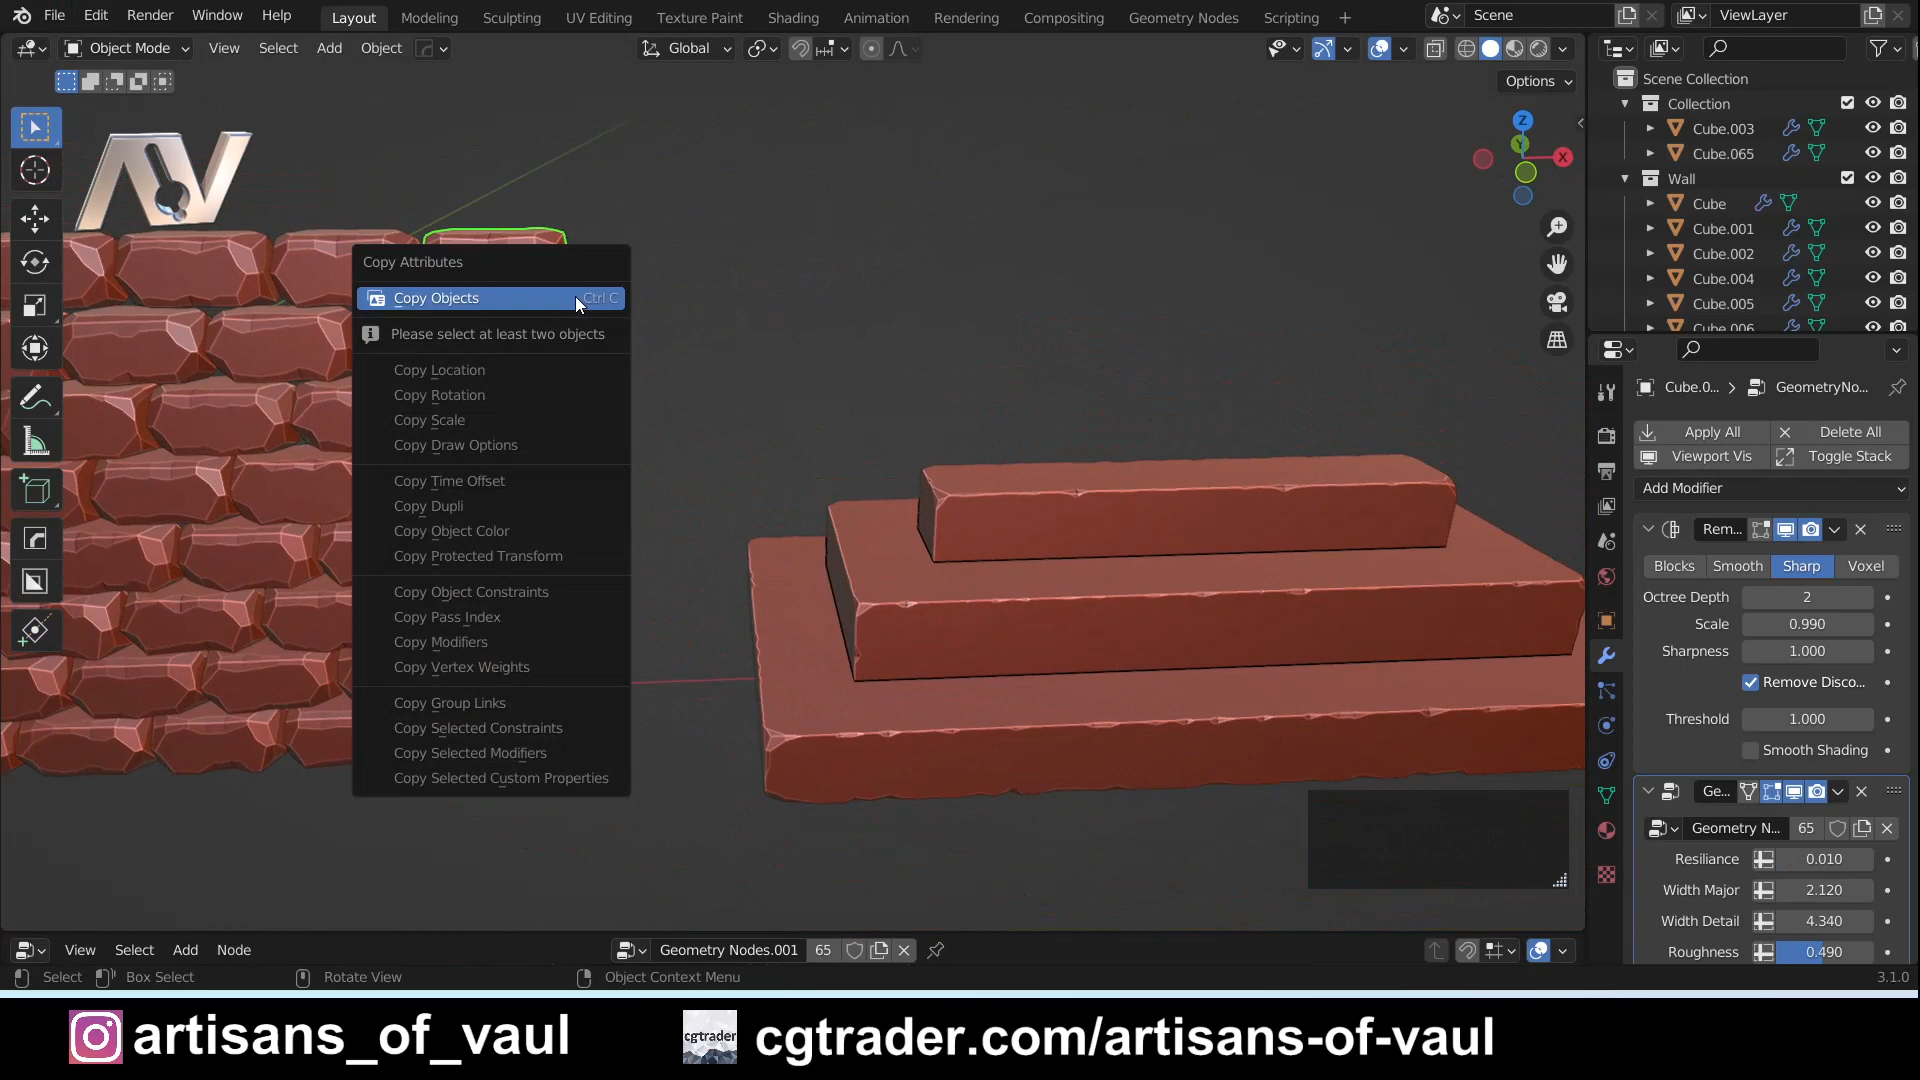 File Edit Render Window Help Layout Modeling Sculpting UV Editing Texture Paint Shading Animation Rendering Compositing Geometry Nodes Scripting Scene ViewLayer
Object Mode View Select Add Object Global
Options
Scene Collection
Collection
Cube.003
Cube.065
Wall
Cube
Cube.001
Cube.002
Cube.004
Cube.005
Cube.006
Z
Y
X
Copy Attributes
Copy Objects Ctrl C
Please select at least two objects
Copy Location
Copy Rotation
Copy Scale
Copy Draw Options
Copy Time Offset
Copy Dupli
Copy Object Color
Copy Protected Transform
Copy Object Constraints
Copy Pass Index
Copy Modifiers
Copy Vertex Weights
Copy Group Links
Copy Selected Constraints
Copy Selected Modifiers
Copy Selected Custom Properties
Cube.0... GeometryNo...
Apply All Delete All
Viewport Vis Toggle Stack
Add Modifier
Rem...
Blocks Smooth Sharp Voxel
Octree Depth 2
Scale 0.990
Sharpness 1.000
Remove Disco...
Threshold 1.000
Smooth Shading
Ge...
Geometry N... 65
Resiliance 0.010
Width Major 2.120
Width Detail 4.340
Roughness 0.490
View Select Add Node Geometry Nodes.001 65
Select Box Select Rotate View Object Context Menu 3.1.0
artisans_of_vaul cgtrader cgtrader.com/artisans-of-vaul